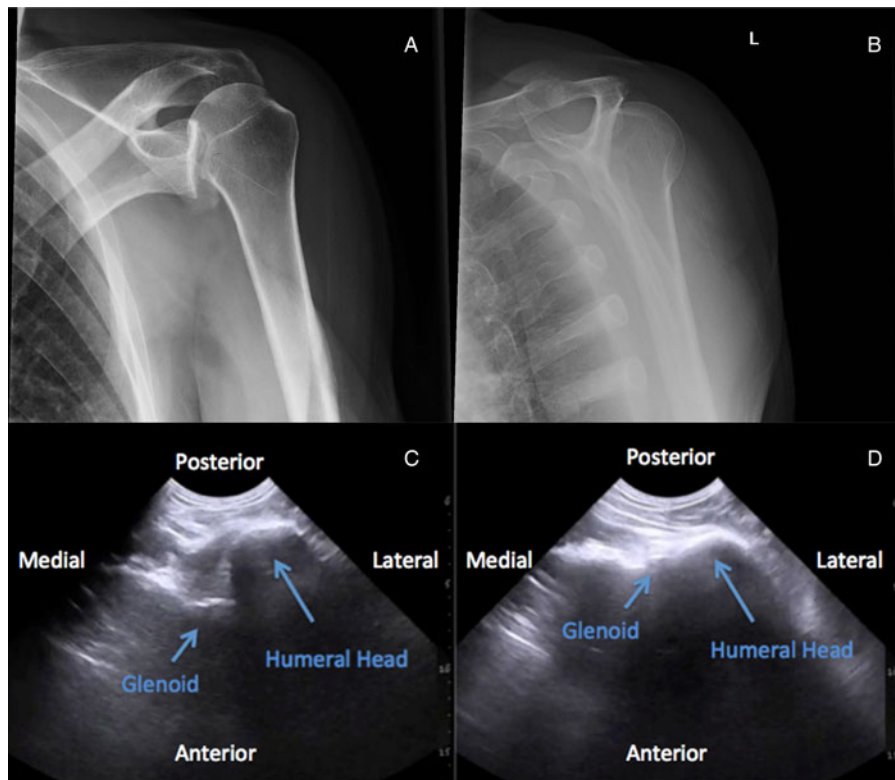 A
L
B
Posterior
C
Medial
Lateral
Glenoid
Humeral Head
Anterior
Posterior
D
Medial
Lateral
Glenoid
Humeral Head
Anterior